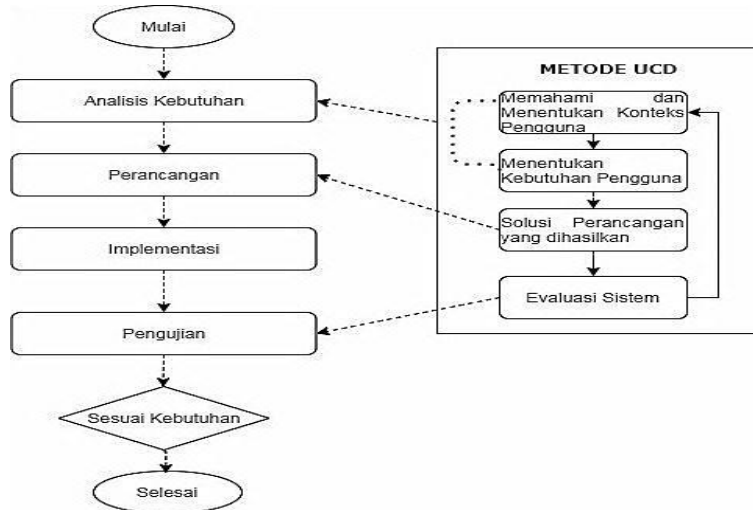 Mulai
Analisis Kebutuhan
Perancangan
Implementasi
Pengujian
Sesuai Kebutuhan
Selesai
METODE UCD
Memahami dan
Menentukan Konteks
Pengguna
Menentukan
Kebutuhan Pengguna
Solusi Perancangan
yang dihasilkan
Evaluasi Sistem